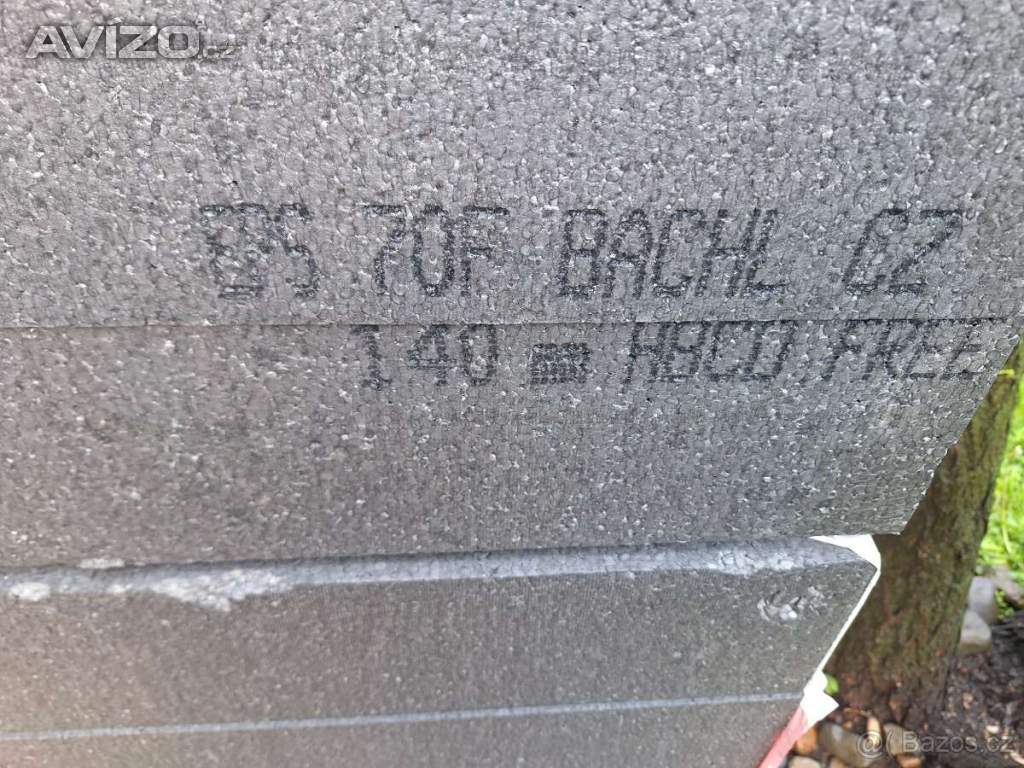 AVIZO.cz
EPS 70F BACHL CZ
140 mm HBCD FREE
@ Bazos.cz